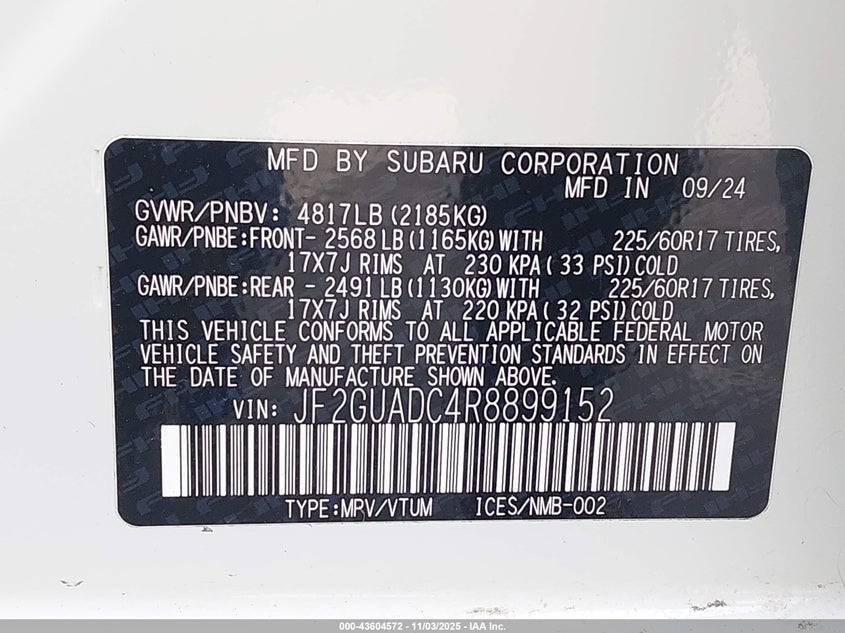 MFD BY SUBARU CORPORATION
MFD IN 09/24
GVWR/PNBV: 4817LB (2185KG)
GAWR/PNBE:FRONT- 2568LB (1165KG) WITH 225/60R17 TIRES,
17X7J RIMS AT 230 KPA( 33 PSI) COLD
GAWR/PNBE:REAR - 2491LB (1130KG) WITH 225/60R17 TIRES,
17X7J RIMS AT 220 KPA( 32 PSI) COLD
THIS VEHICLE CONFORMS TO ALL APPLICABLE FEDERAL MOTOR
VEHICLE SAFETY AND THEFT PREVENTION STANDARDS IN EFFECT ON
THE DATE OF MANUFACTURE SHOWN ABOVE.
VIN: JF2GUADC4R8899152
TYPE:MPV/VTUM ICES/NMB-002
000-43604572 - 11/03/2025 - IAA Inc.